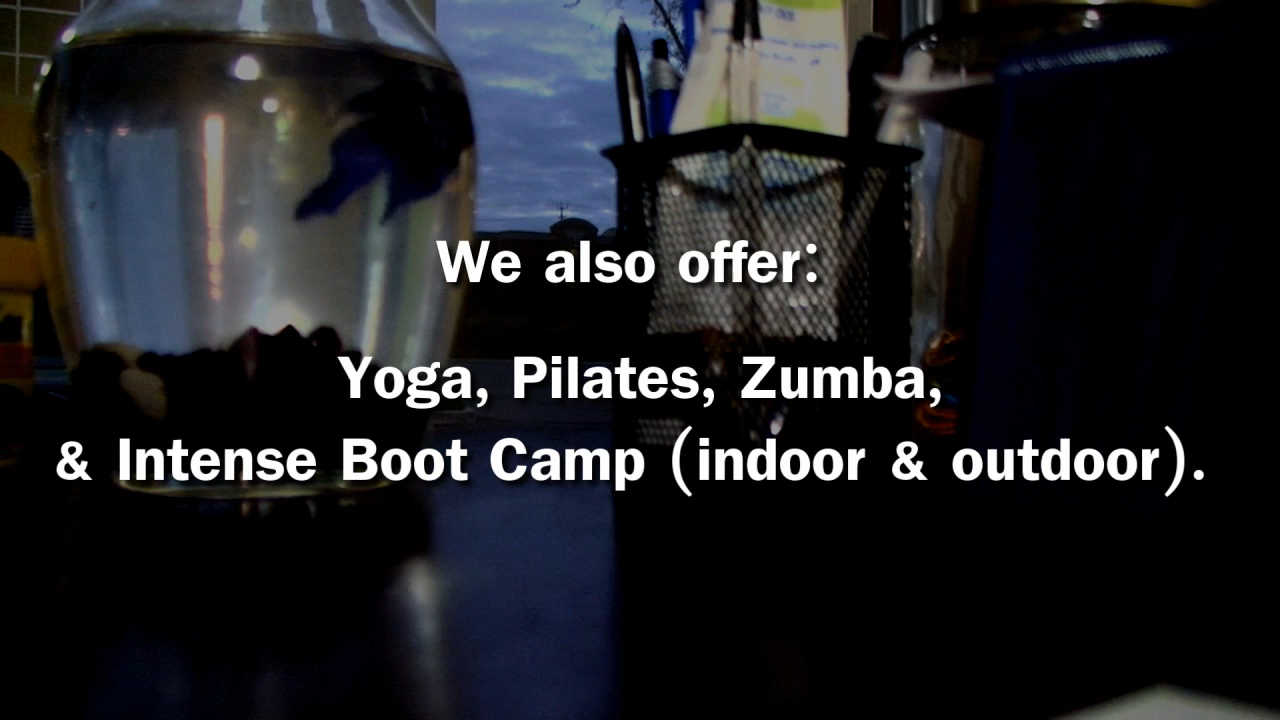 We also offer:
Yoga, Pilates, Zumba,
& Intense Boot Camp (indoor & outdoor).